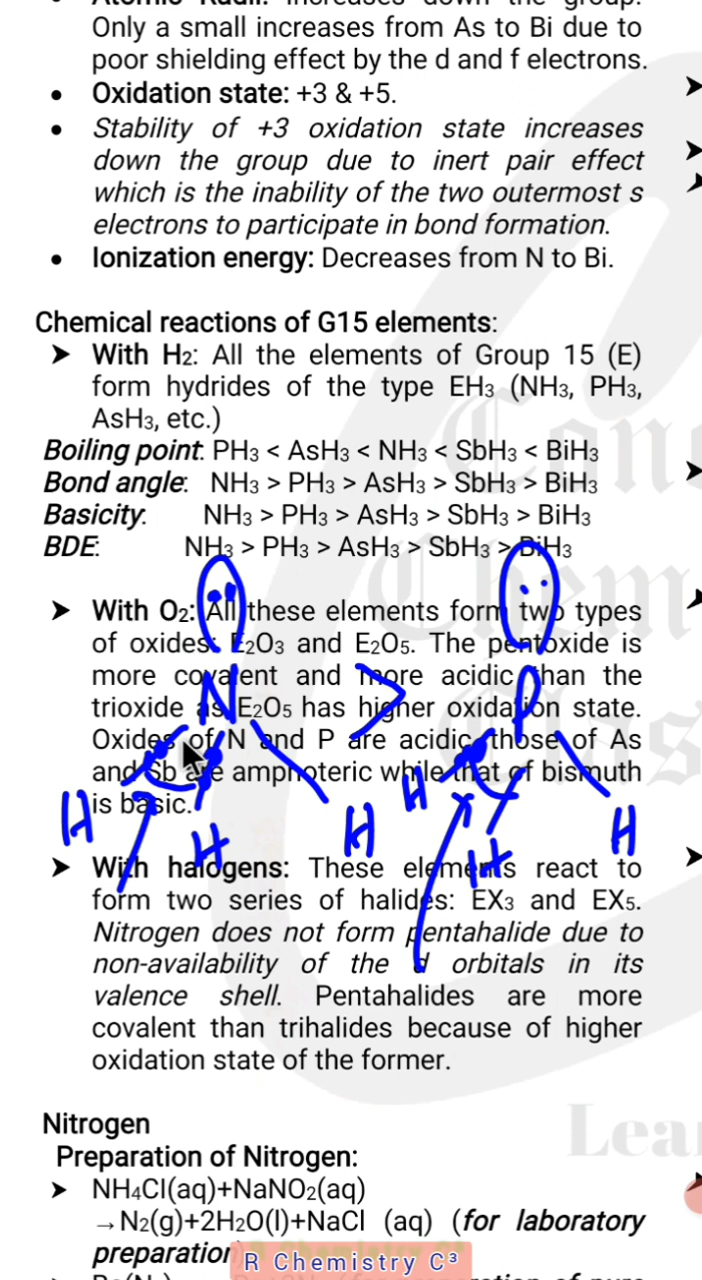 Atomic Radii: Increases down the group.
Only a small increases from As to Bi due to
poor shielding effect by the d and f electrons.
• Oxidation state: +3 & +5.
• Stability of +3 oxidation state increases
down the group due to inert pair effect
which is the inability of the two outermost s
electrons to participate in bond formation.
• Ionization energy: Decreases from N to Bi.
Chemical reactions of G15 elements:
➤ With H2: All the elements of Group 15 (E)
form hydrides of the type EH3 (NH3, PH3,
AsH3, etc.)
Boiling point: PH3 < AsH3 < NH3 < SbH3 < BiH3
Bond angle: NH3 > PH3 > AsH3 > SbH3 > BiH3
Basicity: NH3 > PH3 > AsH3 > SbH3 > BiH3
BDE: NH3 > PH3 > AsH3 > SbH3 > BiH3
➤ With O2: All these elements form two types
of oxides: E2O3 and E2O5. The pentoxide is
more covalent and more acidic than the
trioxide as E2O5 has higher oxidation state.
Oxides of N and P are acidic, those of As
and Sb are amphoteric while that of bismuth
is basic.
N > P
H H H H H H
➤ With halogens: These elements react to
form two series of halides: EX3 and EX5.
Nitrogen does not form pentahalide due to
non-availability of the d orbitals in its
valence shell. Pentahalides are more
covalent than trihalides because of higher
oxidation state of the former.
Nitrogen
Preparation of Nitrogen:
➤ NH4Cl(aq)+NaNO2(aq)
→N2(g)+2H2O(l)+NaCl (aq) (for laboratory
preparation)
R Chemistry C³